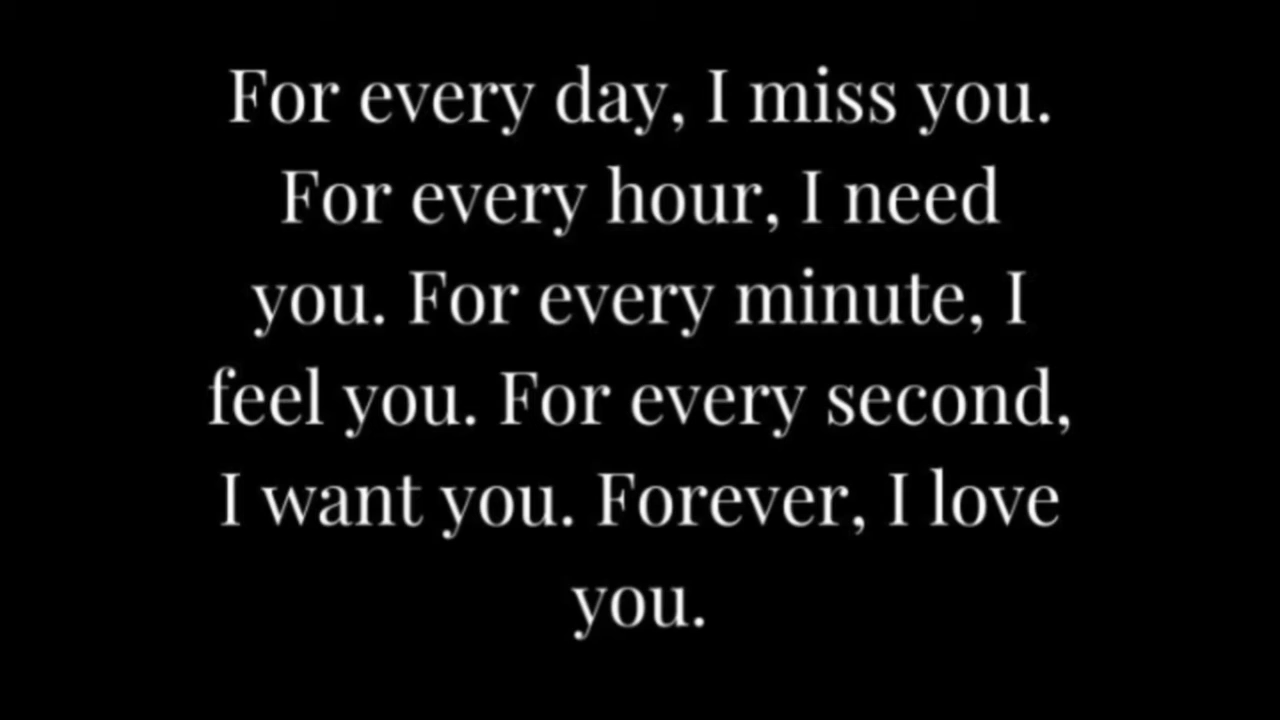 For every day, I miss you.
For every hour, I need
you. For every minute, I
feel you. For every second,
I want you. Forever, I love
you.